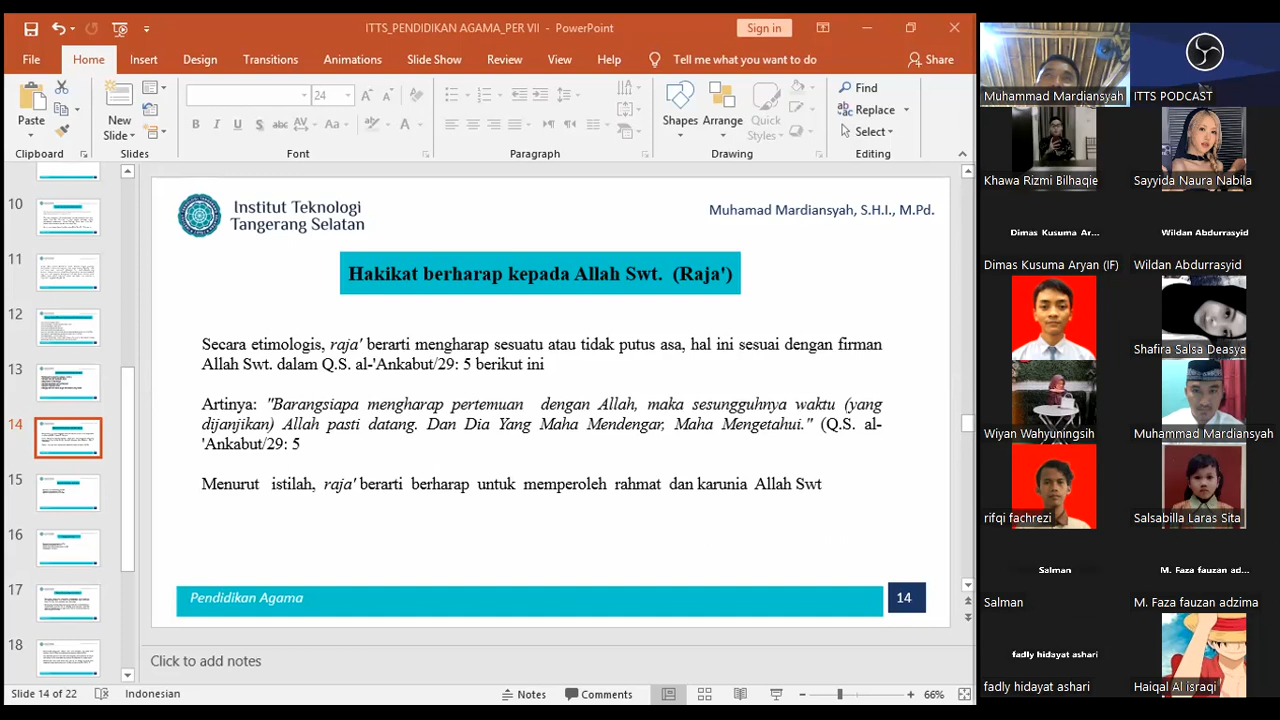 ITTS_PENDIDIKAN AGAMA_PER VII - PowerPoint
Sign in
File Home Insert Design Transitions Animations Slide Show Review View Help Tell me what you want to do Share
24
Paste
New
Slide
Shapes Arrange Quick
Styles
Find
Replace
Select
Clipboard Slides Font Paragraph Drawing Editing
10
11
12
13
14
15
16
17
18
Institut Teknologi
Tangerang Selatan
Muhamad Mardiansyah, S.H.I., M.Pd.
Hakikat berharap kepada Allah Swt. (Raja')
Secara etimologis, raja' berarti mengharap sesuatu atau tidak putus asa, hal ini sesuai dengan firman
Allah Swt. dalam Q.S. al-'Ankabut/29: 5 berikut ini
Artinya: "Barangsiapa mengharap pertemuan dengan Allah, maka sesungguhnya waktu (yang
dijanjikan) Allah pasti datang. Dan Dia Yang Maha Mendengar, Maha Mengetahui." (Q.S. al-
'Ankabut/29: 5
Menurut istilah, raja' berarti berharap untuk memperoleh rahmat dan karunia Allah Swt
Pendidikan Agama
14
Click to add notes
Slide 14 of 22 Indonesian Notes Comments 66%
Muhammad Mardiansyah
ITTS PODCAST
Khawa Rizmi Bilhaqie
Sayyida Naura Nabila
Dimas Kusuma Ar...
Wildan Abdurrasyid
Dimas Kusuma Aryan (IF)
Wildan Abdurrasyid
Shafira Salsa Deasya
Wiyan Wahyuningsih
Muhammad Mardiansyah
rifqi fachrezi
Salsabilla Laras Sita
Salman
M. Faza fauzan ad...
Salman
M. Faza fauzan adzima
fadly hidayat ashari
fadly hidayat ashari
Haiqal Al israqi